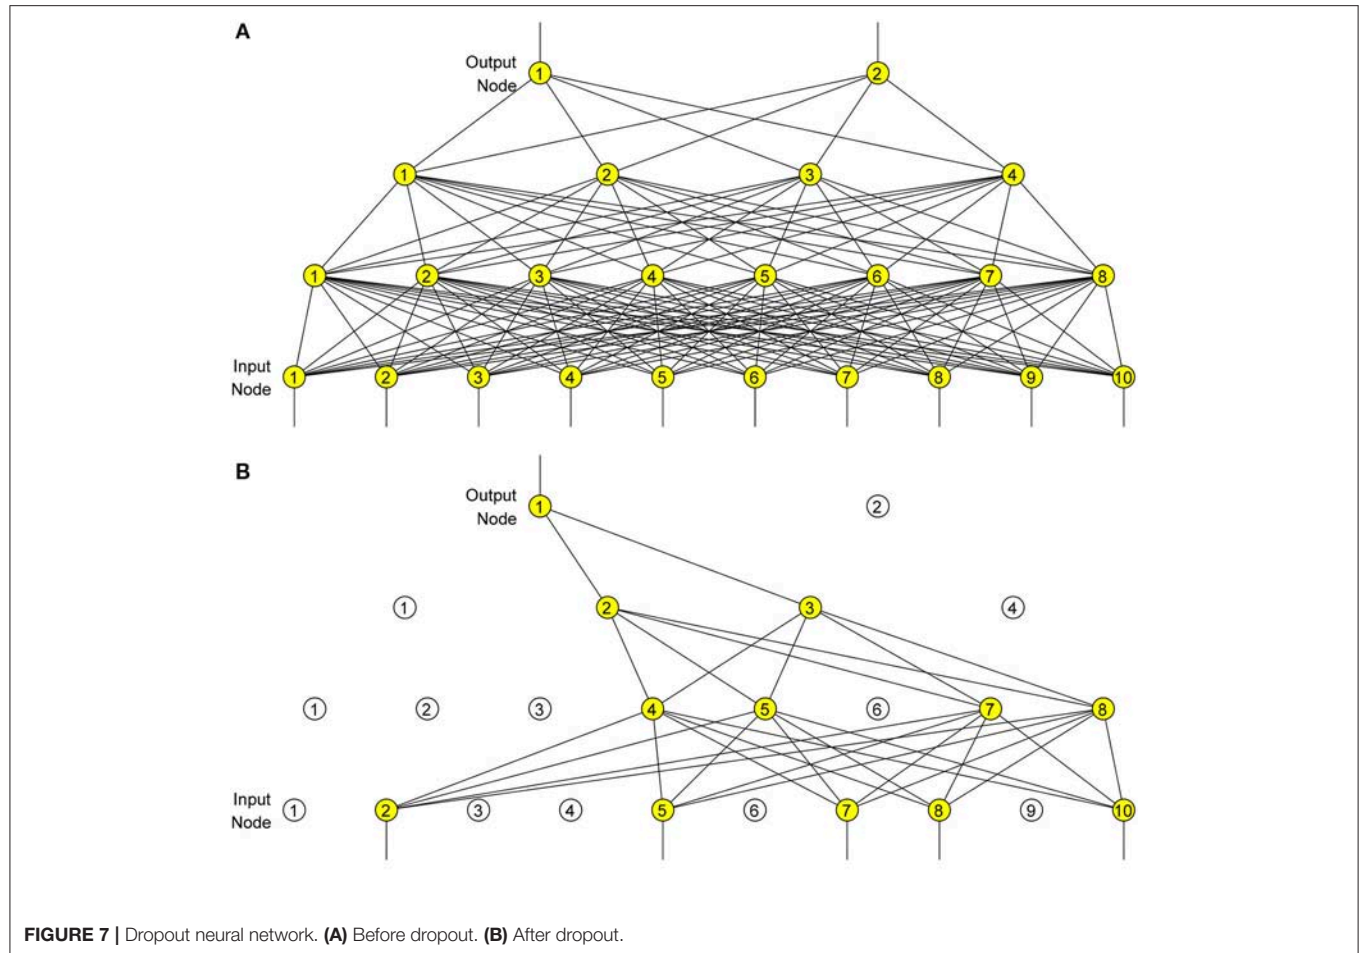 A
Output
Node
1 2
1 2 3 4
1 2 3 4 5 6 7 8
Input
Node
1 2 3 4 5 6 7 8 9 10
B
Output
Node
1 2
1 2 3 4
1 2 3 4 5 6 7 8
Input
Node
1 2 3 4 5 6 7 8 9 10
FIGURE 7 | Dropout neural network. (A) Before dropout. (B) After dropout.